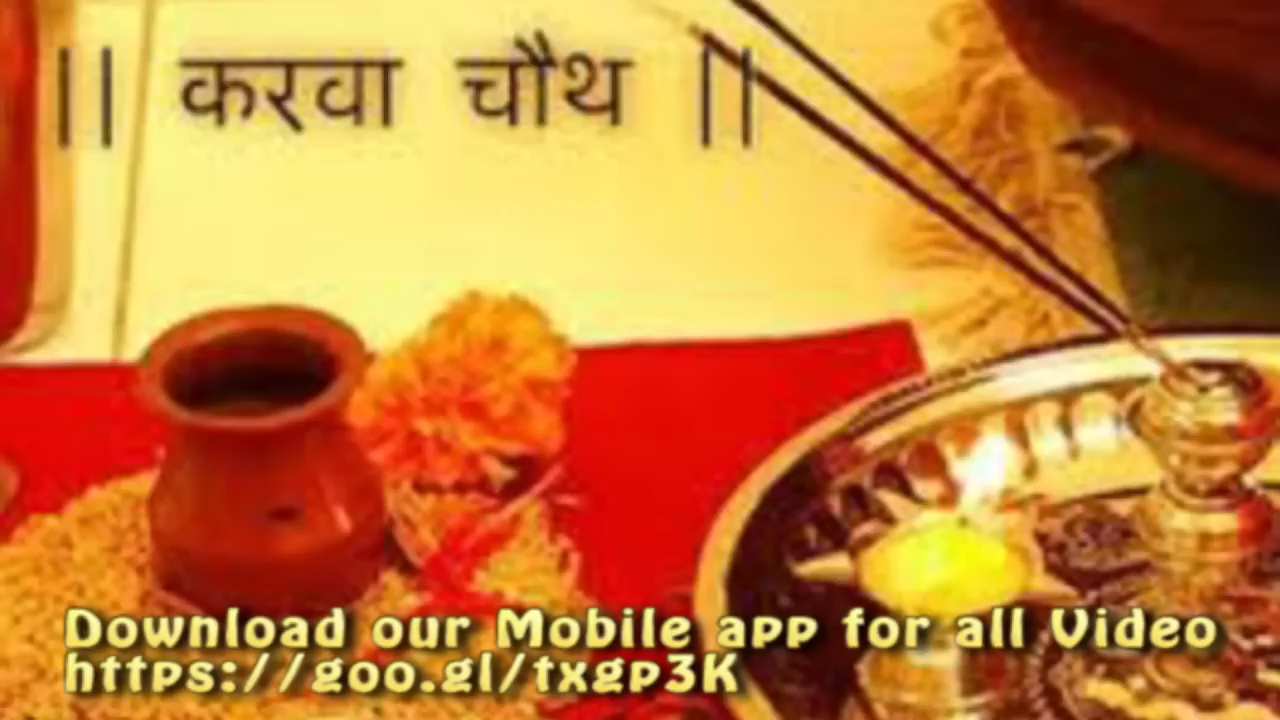 || करवा चौथ ||
Download our Mobile app for all Video
https://goo.gl/txgp3K